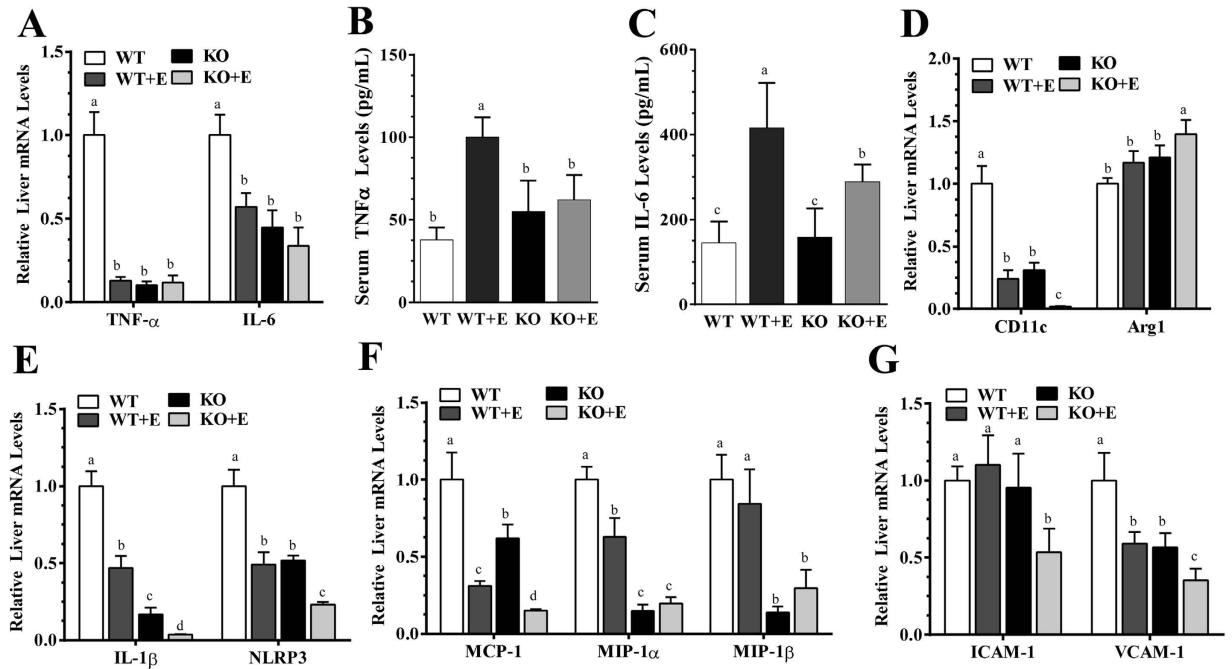 A
Relative Liver mRNA Levels
1.5
1.0
0.5
0.0
WT
KO
WT+E
KO+E
a
b
b
b
a
b
b
b
TNF-α
IL-6
B
Serum TNFα Levels (pg/mL)
150
100
50
0
b
a
b
b
WT
WT+E
KO
KO+E
C
Serum IL-6 Levels (pg/mL)
600
400
200
0
c
a
c
b
WT
WT+E
KO
KO+E
D
Relative Liver mRNA Levels
2.0
1.5
1.0
0.5
0.0
WT
KO
WT+E
KO+E
a
b
b
c
b
b
b
a
CD11c
Arg1
E
Relative Liver mRNA Levels
1.5
1.0
0.5
0.0
WT
KO
WT+E
KO+E
a
b
c
d
a
b
b
c
IL-1β
NLRP3
F
Relative Liver mRNA Levels
1.5
1.0
0.5
0.0
WT
KO
WT+E
KO+E
a
c
b
d
a
b
c
c
a
a
b
b
MCP-1
MIP-1α
MIP-1β
G
Relative Liver mRNA Levels
1.5
1.0
0.5
0.0
WT
KO
WT+E
KO+E
a
a
a
b
a
b
b
c
ICAM-1
VCAM-1